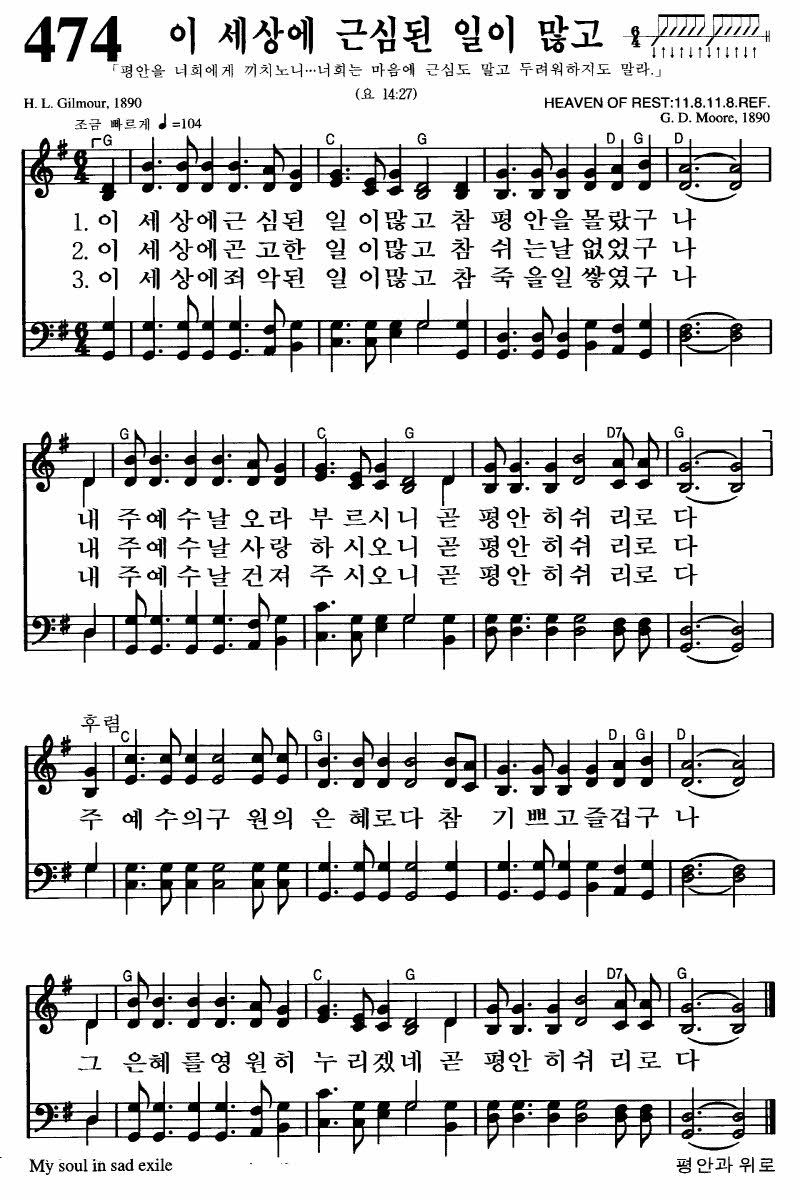 474 이 세상에 근심된 일이 많고 6/4
「평안을 너희에게 끼치노니…너희는 마음에 근심도 말고 두려워하지도 말라.」
(요 14:27)
H. L. Gilmour, 1890 HEAVEN OF REST:11.8.11.8.REF.
조금 빠르게 ♩=104 G. D. Moore, 1890
G C G D G D
1. 이 세 상에근 심된 일 이많고 참 평 안을몰랐구 나
2. 이 세 상에곤 고한 일 이많고 참 쉬 는날없었구 나
3. 이 세 상에죄 악된 일 이많고 참 죽 을일쌓였구 나
G C G D7 G
내 주예 수날 오라 부 르시니 곧 평안 히쉬 리로 다
내 주예 수날 사랑 하 시오니 곧 평안 히쉬 리로 다
내 주예 수날 건져 주 시오니 곧 평안 히쉬 리로 다
후렴
C G D G D
주 예 수의구 원의 은 혜로다 참 기 쁘고즐겁구 나
G C G D7 G
그 은혜 를영 원히 누 리겠네 곧 평안 히쉬 리로 다
My soul in sad exile 평안과 위로